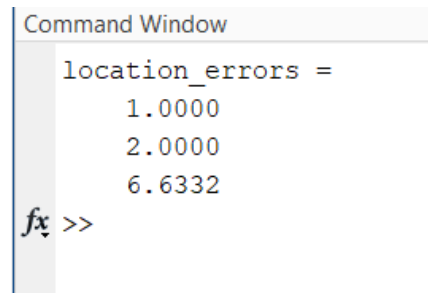 Command Window
location_errors =
1.0000
2.0000
6.6332
fx >>